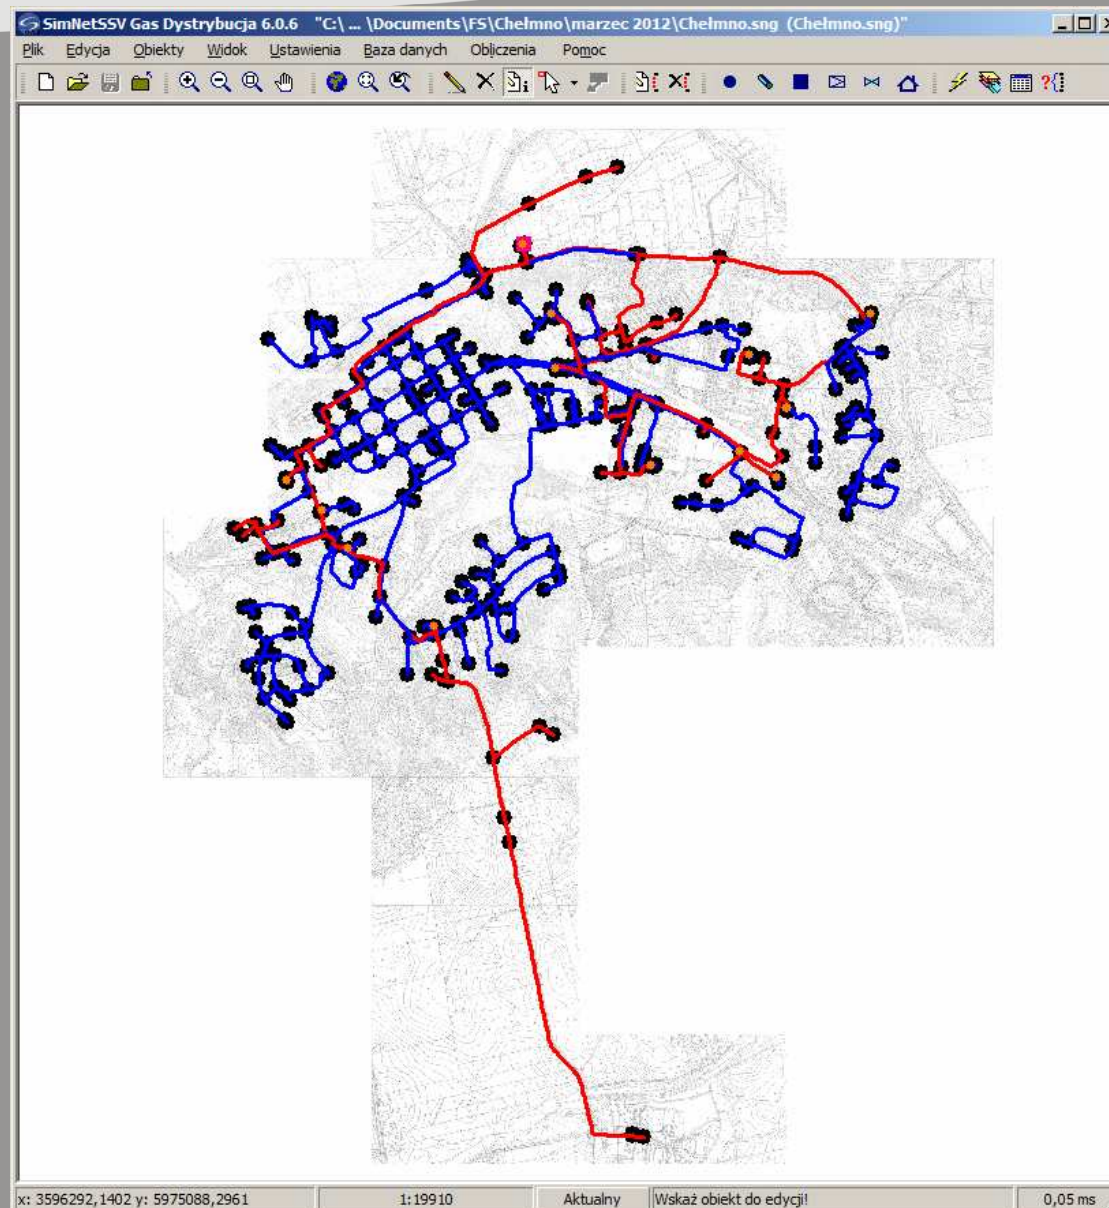 SimNetSSV Gas Dystrybucja 6.0.6 "C:\ ... \Documents\FS\Chełmno\marzec 2012\Chełmno.sng (Chełmno.sng)"
Plik Edycja Obiekty Widok Ustawienia Baza danych Obliczenia Pomoc
x: 3596292,1402 y: 5975088,2961 1:19910 Aktualny Wskaż obiekt do edycji! 0,05 ms